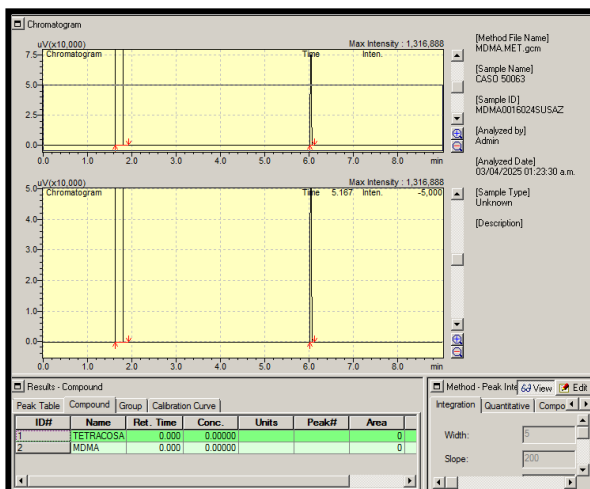 Chromatogram
uV(x10,000)
Max Intensity : 1,316,888
Chromatogram
Time Inten.
7.5
5.0
2.5
0.0
0.0 1.0 2.0 3.0 4.0 5.0 6.0 7.0 8.0 min
uV(x10,000)
Max Intensity : 1,316,888
Chromatogram
Time 5.167 Inten. -5,000
5.0
4.0
3.0
2.0
1.0
0.0
0.0 1.0 2.0 3.0 4.0 5.0 6.0 7.0 8.0 min
[Method File Name]
MDMA.MET.gcm
[Sample Name]
CASO 50063
[Sample ID]
MDMA0016024SUSAZ
[Analyzed by]
Admin
[Analyzed Date]
03/04/2025 01:23:30 a.m.
[Sample Type]
Unknown
[Description]
Results - Compound
Peak Table Compound Group Calibration Curve
ID# Name Ret. Time Conc. Units Peak# Area
1 TETRACOSA 0.000 0.00000 0
2 MDMA 0.000 0.00000 0
Method - Peak Inte View Edit
Integration Quantitative Compo
Width: 5
Slope: 200